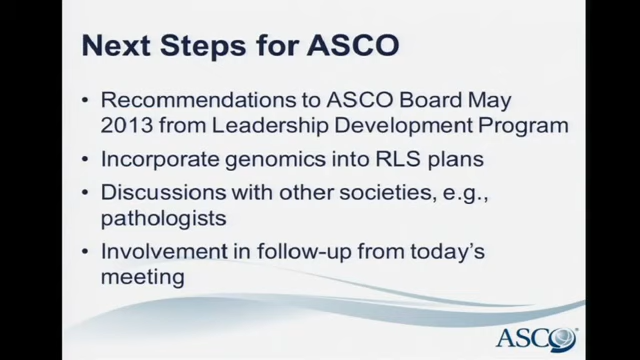 Next Steps for ASCO
• Recommendations to ASCO Board May
2013 from Leadership Development Program
• Incorporate genomics into RLS plans
• Discussions with other societies, e.g.,
pathologists
• Involvement in follow-up from today's
meeting
ASCO